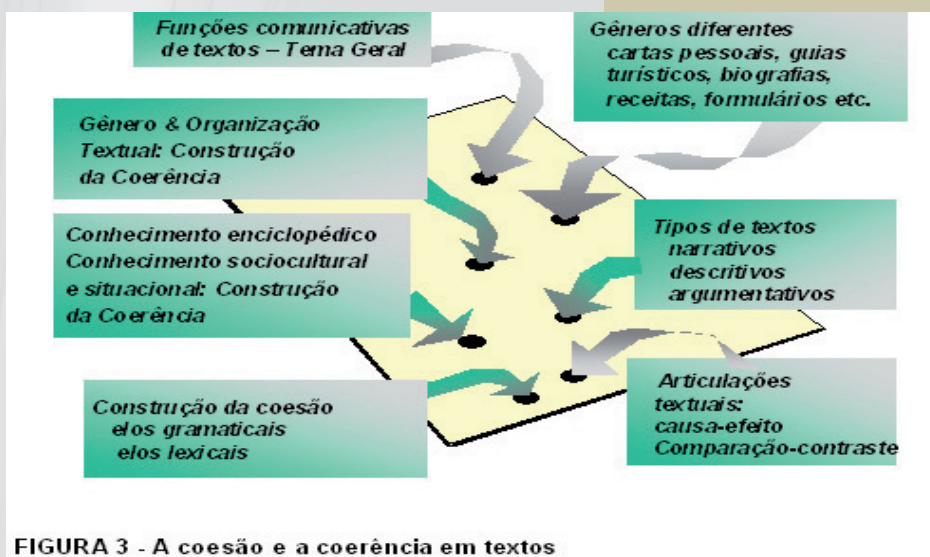 Funções comunicativas
de textos – Tema Geral
Gêneros diferentes
cartas pessoais, guias
turísticos, biografias,
receitas, formulários etc.
Gênero & Organização
Textual: Construção
da Coerência
Conhecimento enciclopédico
Conhecimento sociocultural
e situacional: Construção
da Coerência
Tipos de textos
narrativos
descritivos
argumentativos
Construção da coesão
elos gramaticais
elos lexicais
Articulações
textuais:
causa-efeito
Comparação-contraste
FIGURA 3 - A coesão e a coerência em textos